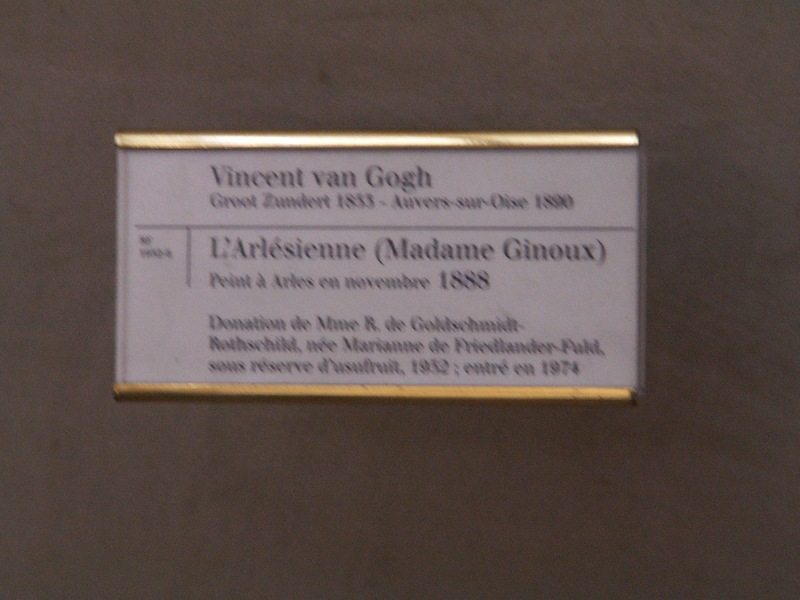 Vincent van Gogh
Groot Zundert 1853 - Auvers-sur-Oise 1890
L'Arlésienne (Madame Ginoux)
Peint à Arles en novembre 1888
Donation de Mme R. de Goldschmidt-
Rothschild, née Marianne de Friedlander-Fuld,
sous réserve d'usufruit, 1952 ; entré en 1974